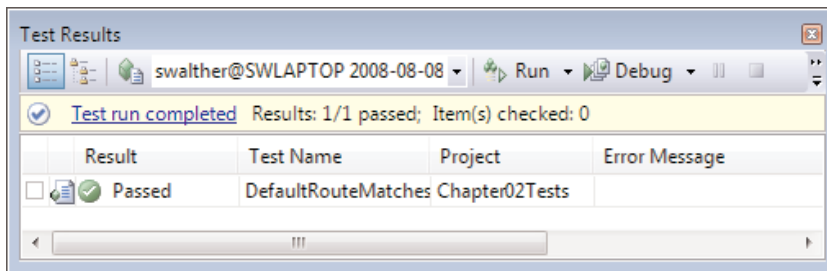 Test Results
swalther@SWLAPTOP 2008-08-08 Run Debug
Test run completed Results: 1/1 passed; Item(s) checked: 0
Result Test Name Project Error Message
Passed DefaultRouteMatches Chapter02Tests